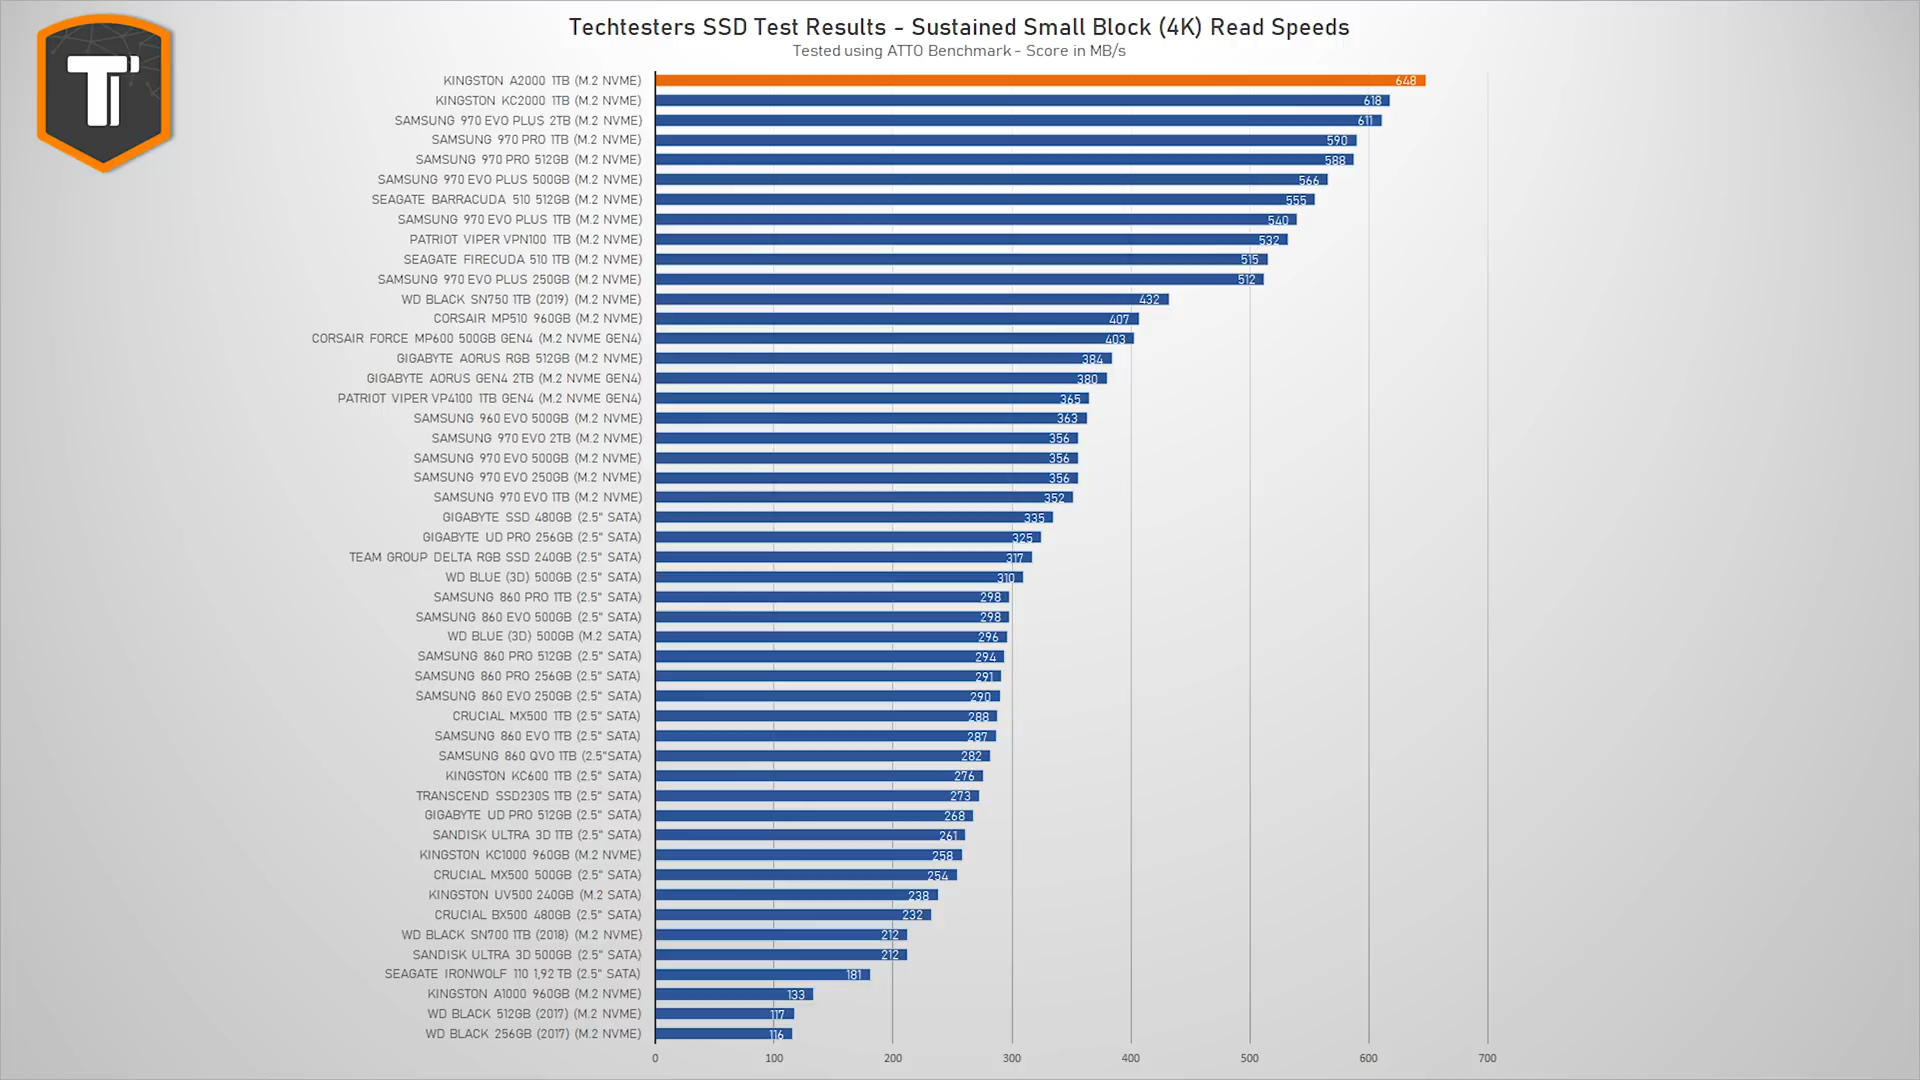 Techtesters SSD Test Results - Sustained Small Block (4K) Read Speeds
Tested using ATTO Benchmark - Score in MB/s
KINGSTON A2000 1TB (M.2 NVME) 648
KINGSTON KC2000 1TB (M.2 NVME) 618
SAMSUNG 970 EVO PLUS 2TB (M.2 NVME) 611
SAMSUNG 970 PRO 1TB (M.2 NVME) 590
SAMSUNG 970 PRO 512GB (M.2 NVME) 588
SAMSUNG 970 EVO PLUS 500GB (M.2 NVME) 566
SEAGATE BARRACUDA 510 512GB (M.2 NVME) 555
SAMSUNG 970 EVO PLUS 1TB (M.2 NVME) 540
PATRIOT VIPER VPN100 1TB (M.2 NVME) 532
SEAGATE FIRECUDA 510 1TB (M.2 NVME) 515
SAMSUNG 970 EVO PLUS 250GB (M.2 NVME) 512
WD BLACK SN750 1TB (2019) (M.2 NVME) 432
CORSAIR MP510 960GB (M.2 NVME) 407
CORSAIR FORCE MP600 500GB GEN4 (M.2 NVME GEN4) 403
GIGABYTE AORUS RGB 512GB (M.2 NVME) 384
GIGABYTE AORUS GEN4 2TB (M.2 NVME GEN4) 380
PATRIOT VIPER VP4100 1TB GEN4 (M.2 NVME GEN4) 365
SAMSUNG 960 EVO 500GB (M.2 NVME) 363
SAMSUNG 970 EVO 2TB (M.2 NVME) 356
SAMSUNG 970 EVO 500GB (M.2 NVME) 356
SAMSUNG 970 EVO 250GB (M.2 NVME) 356
SAMSUNG 970 EVO 1TB (M.2 NVME) 352
GIGABYTE SSD 480GB (2.5" SATA) 335
GIGABYTE UD PRO 256GB (2.5" SATA) 325
TEAM GROUP DELTA RGB SSD 240GB (2.5" SATA) 317
WD BLUE (3D) 500GB (2.5" SATA) 310
SAMSUNG 860 PRO 1TB (2.5" SATA) 298
SAMSUNG 860 EVO 500GB (2.5" SATA) 298
WD BLUE (3D) 500GB (M.2 SATA) 296
SAMSUNG 860 PRO 512GB (2.5" SATA) 294
SAMSUNG 860 PRO 256GB (2.5" SATA) 291
SAMSUNG 860 EVO 250GB (2.5" SATA) 290
CRUCIAL MX500 1TB (2.5" SATA) 288
SAMSUNG 860 EVO 1TB (2.5" SATA) 287
SAMSUNG 860 QVO 1TB (2.5"SATA) 282
KINGSTON KC600 1TB (2.5" SATA) 276
TRANSCEND SSD230S 1TB (2.5" SATA) 273
GIGABYTE UD PRO 512GB (2.5" SATA) 268
SANDISK ULTRA 3D 1TB (2.5" SATA) 261
KINGSTON KC1000 960GB (M.2 NVME) 258
CRUCIAL MX500 500GB (2.5" SATA) 254
KINGSTON UV500 240GB (M.2 SATA) 238
CRUCIAL BX500 480GB (2.5" SATA) 232
WD BLACK SN700 1TB (2018) (M.2 NVME) 212
SANDISK ULTRA 3D 500GB (2.5" SATA) 212
SEAGATE IRONWOLF 110 1,92 TB (2.5" SATA) 181
KINGSTON A1000 960GB (M.2 NVME) 133
WD BLACK 512GB (2017) (M.2 NVME) 117
WD BLACK 256GB (2017) (M.2 NVME) 116
0 100 200 300 400 500 600 700